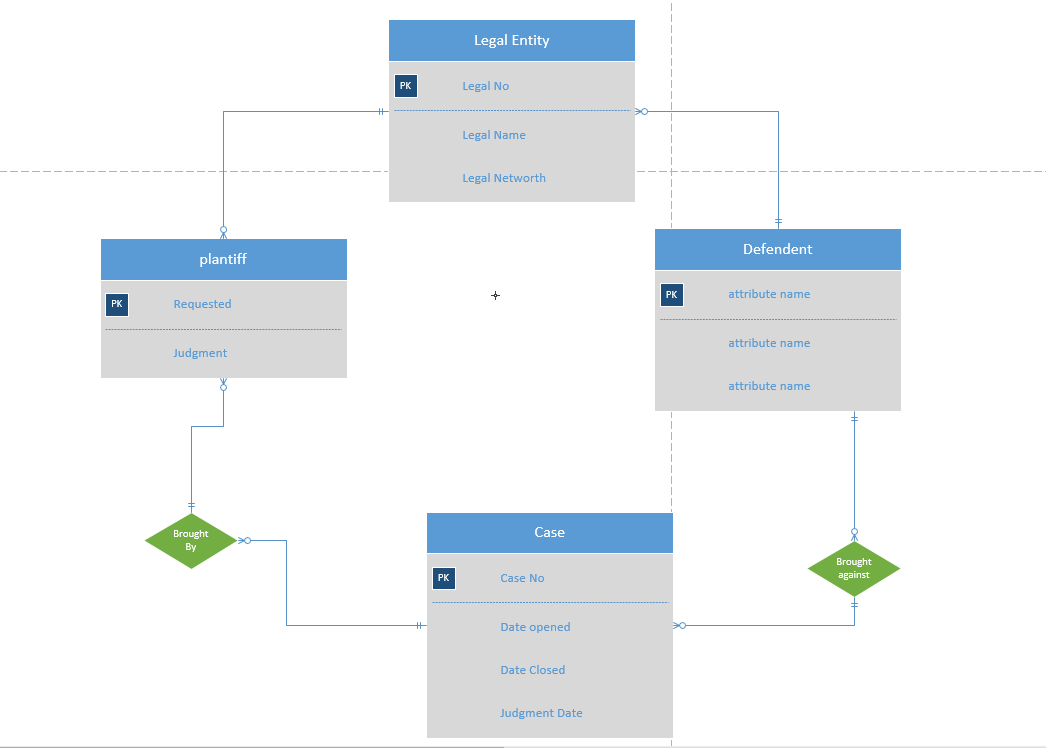 Legal Entity
PK
Legal No
Legal Name
Legal Networth
plantiff
PK
Requested
Judgment
Defendent
PK
attribute name
attribute name
attribute name
Brought
By
Brought
against
Case
PK
Case No
Date opened
Date Closed
Judgment Date